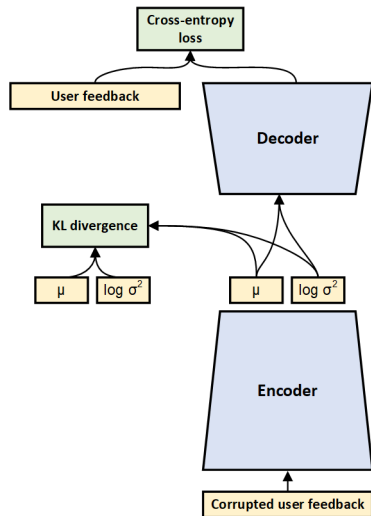 Cross-entropy
loss
User feedback
Decoder
KL divergence
μ
log σ²
μ
log σ²
Encoder
Corrupted user feedback